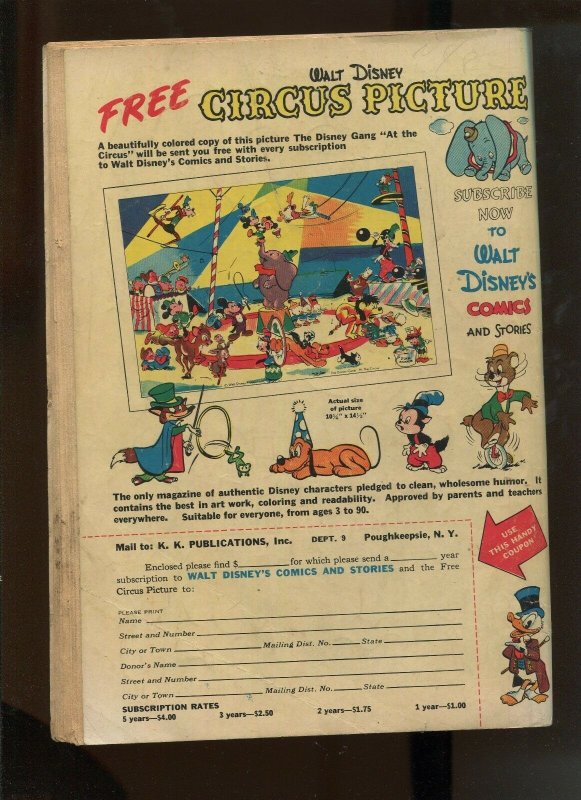 FREE
WALT DISNEY
CIRCUS PICTURE
A beautifully colored copy of this picture The Disney Gang "At the
Circus" will be sent you free with every subscription
to Walt Disney's Comics and Stories.
SUBSCRIBE
NOW
TO
WALT
DISNEY'S
COMICS
AND STORIES
Actual size
of picture
10½" x 14½"
The only magazine of authentic Disney characters pledged to clean, wholesome humor. It
contains the best in art work, coloring and readability. Approved by parents and teachers
everywhere. Suitable for everyone, from ages 3 to 90.
Mail to: K. K. PUBLICATIONS, Inc. DEPT. 9 Poughkeepsie, N. Y.
USE
THIS HANDY
COUPON
Enclosed please find $ for which please send a year
subscription to WALT DISNEY'S COMICS AND STORIES and the Free
Circus Picture to:
PLEASE PRINT
Name
Street and Number
City or Town Mailing Dist. No. State
Donor's Name
Street and Number
City or Town Mailing Dist. No. State
SUBSCRIPTION RATES
5 years—$4.00 3 years—$2.50 2 years—$1.75 1 year—$1.00